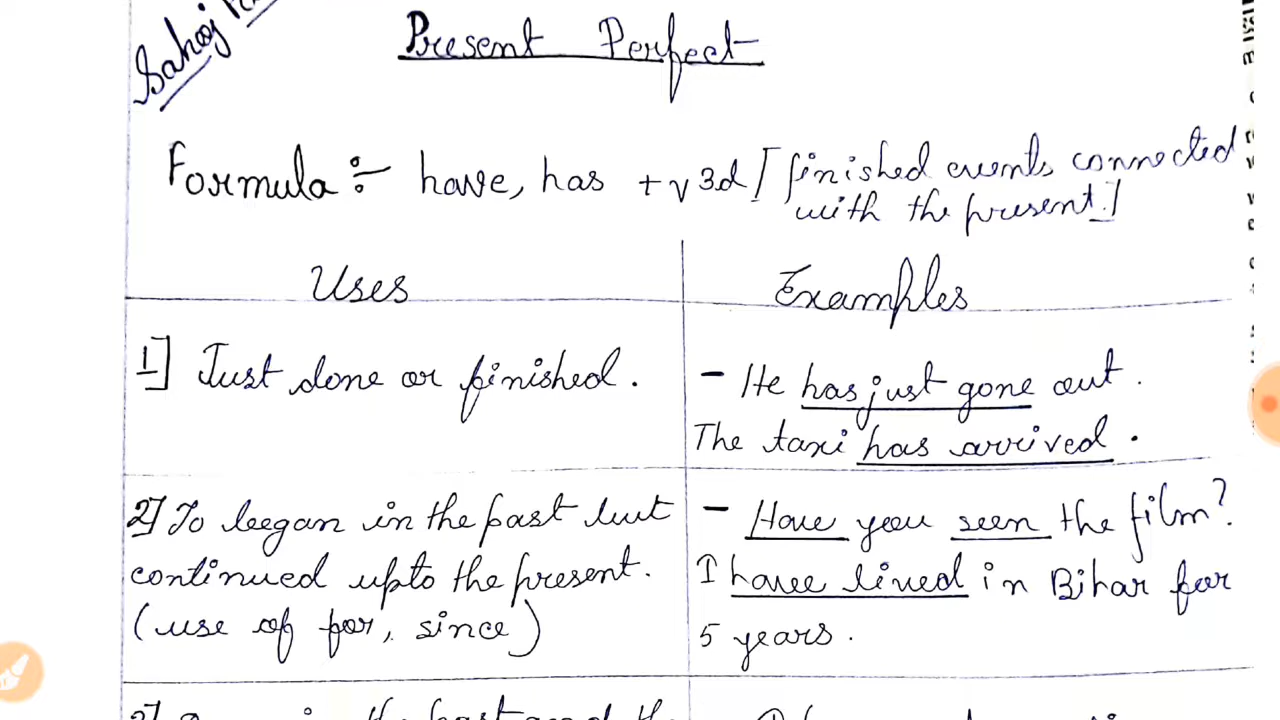 Sahaj
Present Perfect
Formula :- have, has + v 3d [finished events connected
with the present.]
Uses
Examples
1] Just done or finished.
- He has just gone out.
The taxi has arrived.
2] To began in the past but
continued upto the present.
(use of for, since)
- Have you seen the film?
I have lived in Bihar for
5 years.